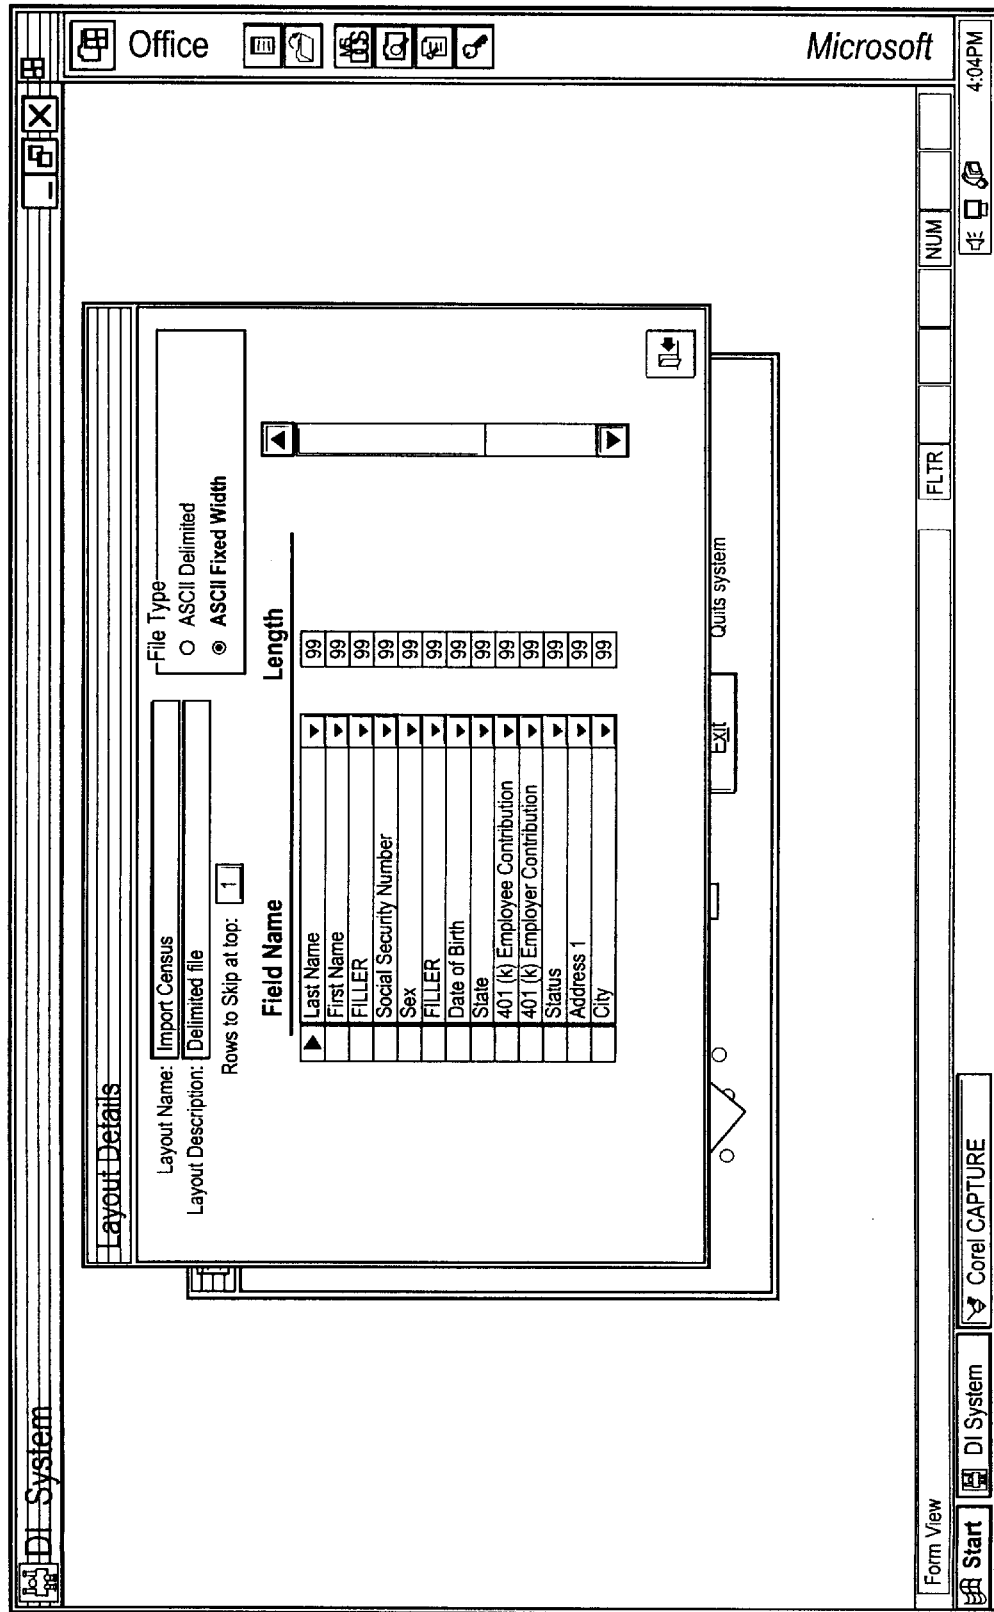 DI System
Office
Microsoft
Layout Details
Layout Name: Import Census
Layout Description: Delimited file
Rows to Skip at top: 1
File Type
ASCII Delimited
ASCII Fixed Width
Field Name Length
Last Name 99
First Name 99
FILLER 99
Social Security Number 99
Sex 99
FILLER 99
Date of Birth 99
State 99
401 (k) Employee Contribution 99
401 (k) Employer Contribution 99
Status 99
Address 1 99
City 99
Exit Quits system
Form View FLTR NUM
Start DI System Corel CAPTURE 4:04PM